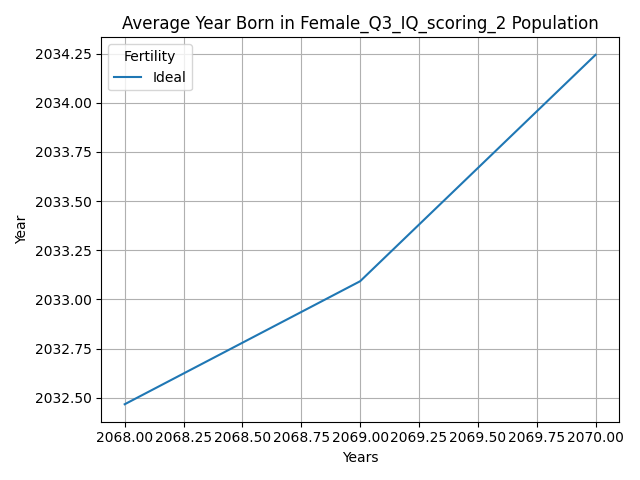 Average Year Born in Female_Q3_IQ_scoring_2 Population
Fertility
Ideal
2034.25
2034.00
2033.75
2033.50
2033.25
2033.00
2032.75
2032.50
Year
2068.00 2068.25 2068.50 2068.75 2069.00 2069.25 2069.50 2069.75 2070.00
Years